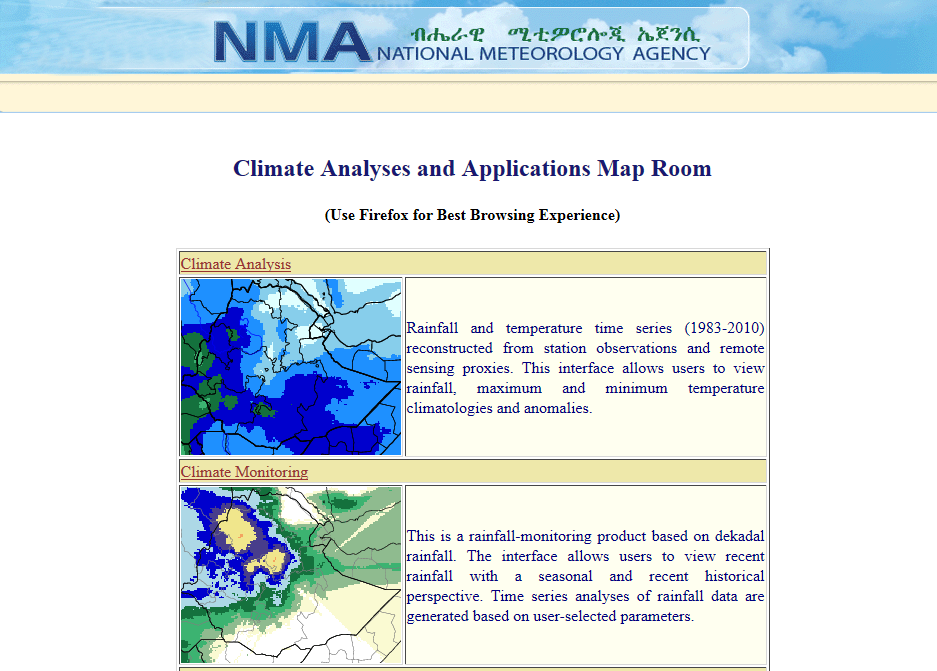 NMA ብሔራዊ ሚቲዎሮሎጂ ኤጀንሲ
NATIONAL METEOROLOGY AGENCY
Climate Analyses and Applications Map Room
(Use Firefox for Best Browsing Experience)
Climate Analysis
Rainfall and temperature time series (1983-2010)
reconstructed from station observations and remote
sensing proxies. This interface allows users to view
rainfall, maximum and minimum temperature
climatologies and anomalies.
Climate Monitoring
This is a rainfall-monitoring product based on dekadal
rainfall. The interface allows users to view recent
rainfall with a seasonal and recent historical
perspective. Time series analyses of rainfall data are
generated based on user-selected parameters.